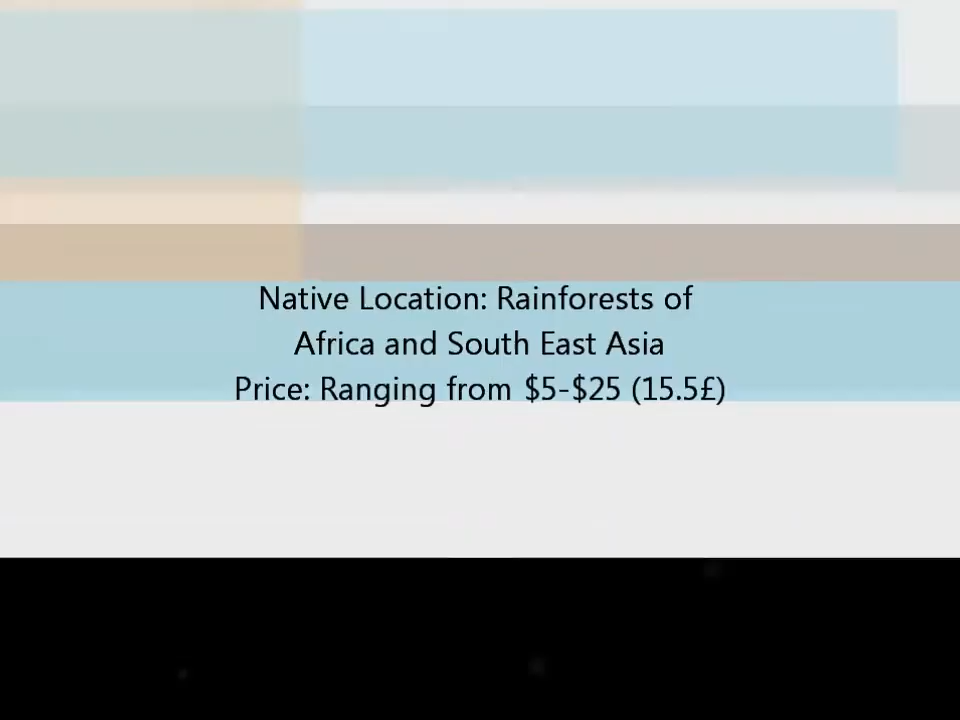 Native Location: Rainforests of
Africa and South East Asia
Price: Ranging from $5-$25 (15.5£)